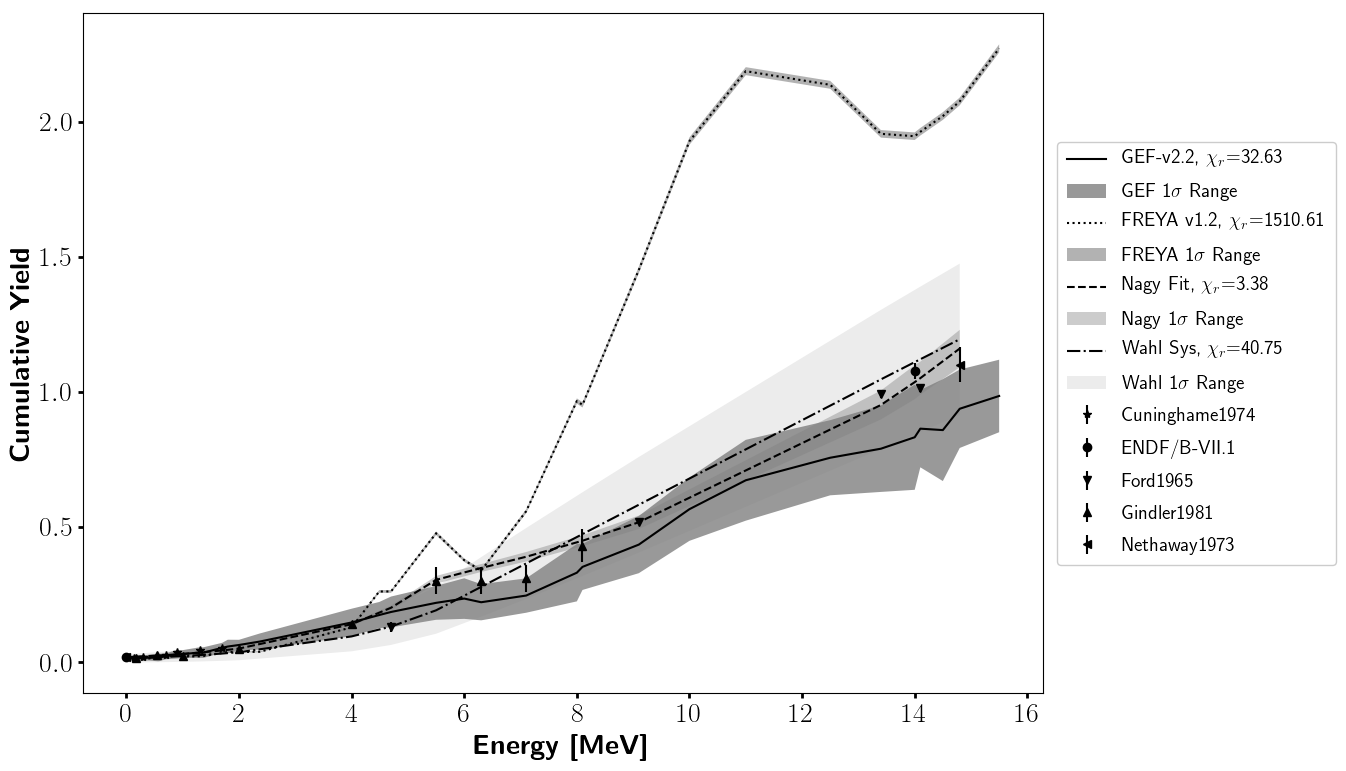 Cumulative Yield
2.0
1.5
1.0
0.5
0.0
0 2 4 6 8 10 12 14 16
Energy [MeV]
GEF-v2.2, χᵣ=32.63
GEF 1σ Range
FREYA v1.2, χᵣ=1510.61
FREYA 1σ Range
Nagy Fit, χᵣ=3.38
Nagy 1σ Range
Wahl Sys, χᵣ=40.75
Wahl 1σ Range
Cuninghame1974
ENDF/B-VII.1
Ford1965
Gindler1981
Nethaway1973